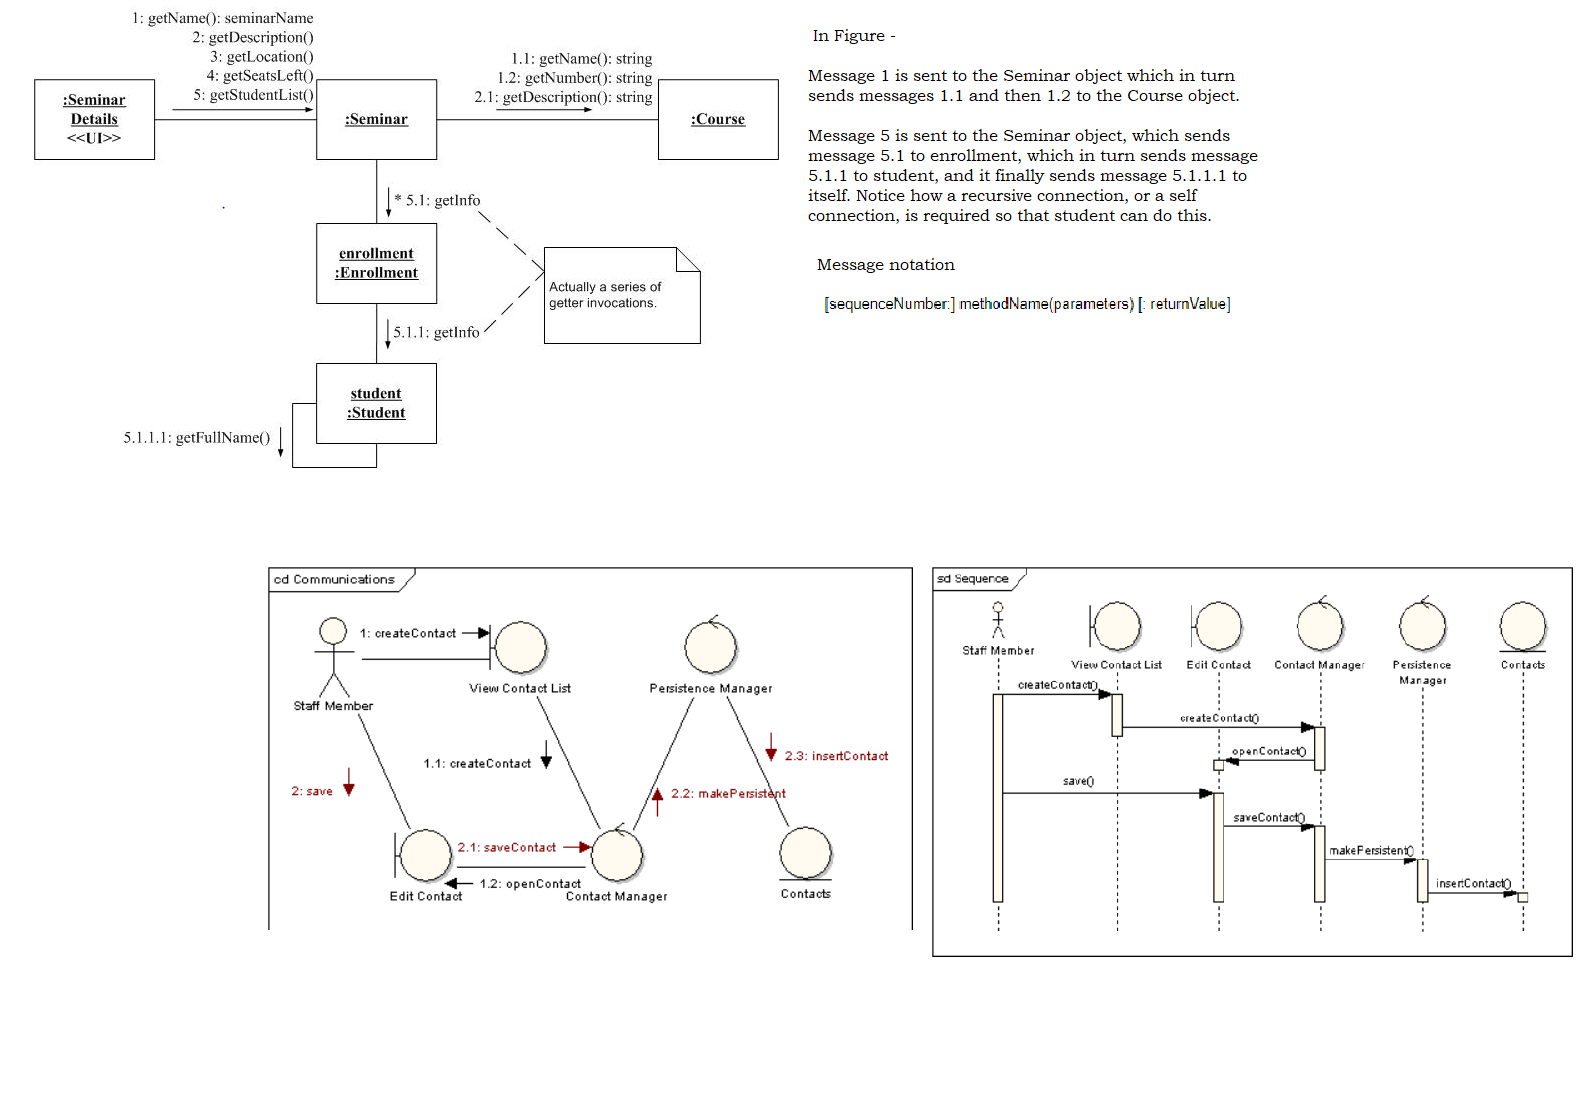 1: getName(): seminarName
2: getDescription()
3: getLocation()
4: getSeatsLeft()
5: getStudentList()
:Seminar
Details
<<UI>>
:Seminar
1.1: getName(): string
1.2: getNumber(): string
2.1: getDescription(): string
:Course
* 5.1: getInfo
enrollment
:Enrollment
Actually a series of
getter invocations.
5.1.1: getInfo
student
:Student
5.1.1.1: getFullName()
In Figure -
Message 1 is sent to the Seminar object which in turn
sends messages 1.1 and then 1.2 to the Course object.
Message 5 is sent to the Seminar object, which sends
message 5.1 to enrollment, which in turn sends message
5.1.1 to student, and it finally sends message 5.1.1.1 to
itself. Notice how a recursive connection, or a self
connection, is required so that student can do this.
Message notation
[sequenceNumber:] methodName(parameters) [: returnValue]
cd Communications
1: createContact
View Contact List
Persistence Manager
Staff Member
1.1: createContact
2.3: insertContact
2: save
2.2: makePersistent
2.1: saveContact
1.2: openContact
Edit Contact
Contact Manager
Contacts
sd Sequence
Staff Member
View Contact List
Edit Contact
Contact Manager
Persistence
Manager
Contacts
createContact()
createContact()
openContact()
save()
saveContact()
makePersistent()
insertContact()